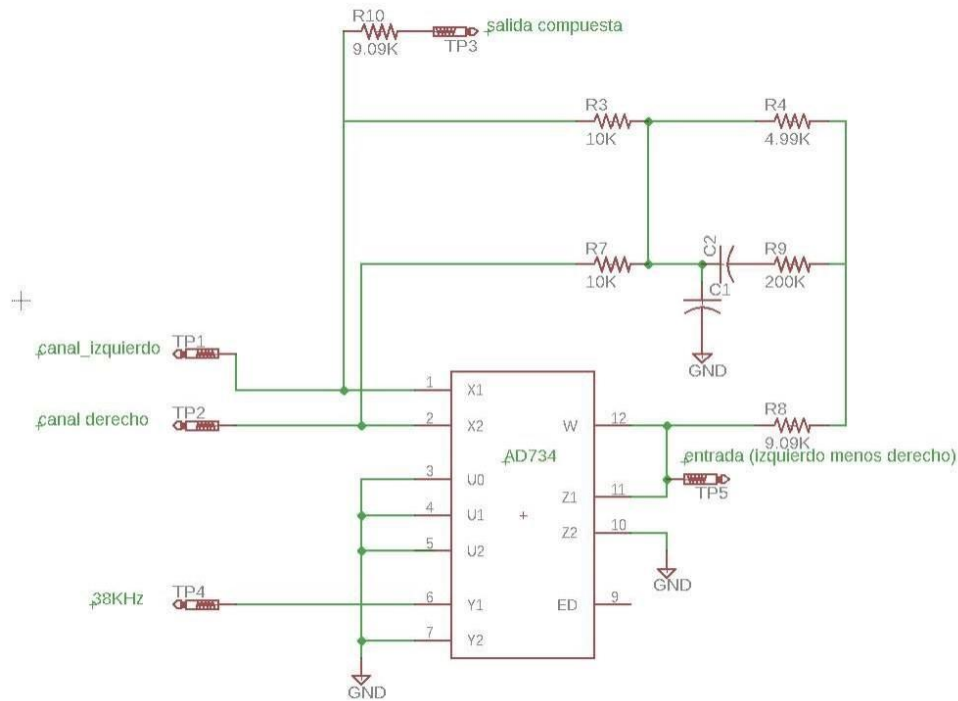 R10
salida compuesta
9.09K
TP3
R3
10K
R4
4.99K
R7
10K
C2
R9
200K
C1
GND
canal_izquierdo
TP1
canal derecho
TP2
1
X1
2
X2
3
U0
4
U1
5
U2
6
Y1
7
Y2
AD734
W
12
Z1
11
Z2
10
ED
9
R8
9.09K
entrada (izquierdo menos derecho)
TP5
GND
38KHz
TP4
GND